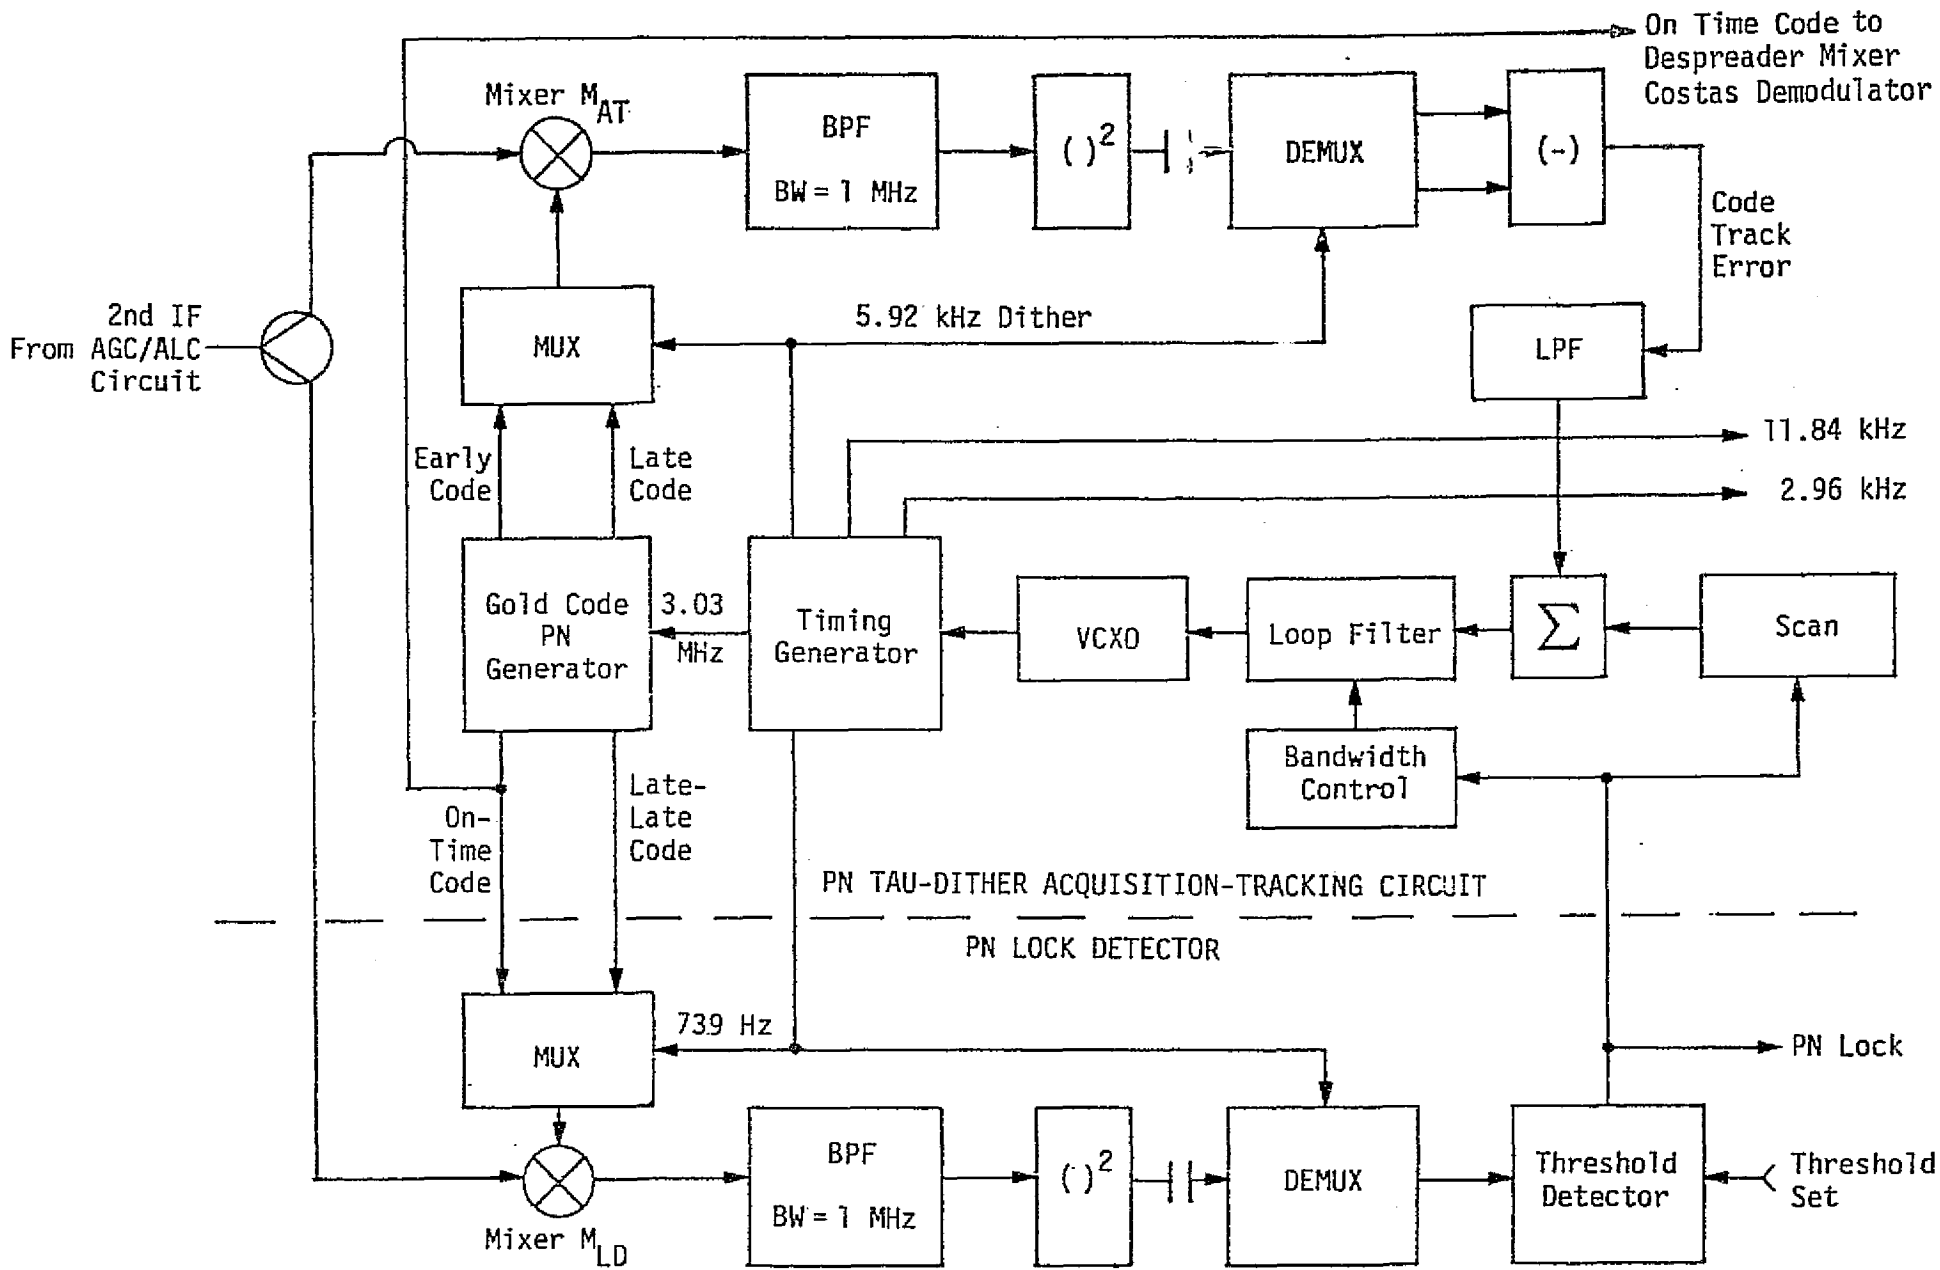 On Time Code to
Despreader Mixer
Costas Demodulator
Mixer M_AT
BPF
BW = 1 MHz
( )²
DEMUX
(-)
Code
Track
Error
2nd IF
From AGC/ALC
Circuit
MUX
5.92 kHz Dither
LPF
11.84 kHz
2.96 kHz
Early
Code
Late
Code
Gold Code
PN
Generator
3.03
MHz
Timing
Generator
VCXO
Loop Filter
Σ
Scan
Bandwidth
Control
On-
Time
Code
Late-
Late
Code
PN TAU-DITHER ACQUISITION-TRACKING CIRCUIT
PN LOCK DETECTOR
MUX
739 Hz
PN Lock
BPF
BW = 1 MHz
( )²
DEMUX
Threshold
Detector
Threshold
Set
Mixer M_LD